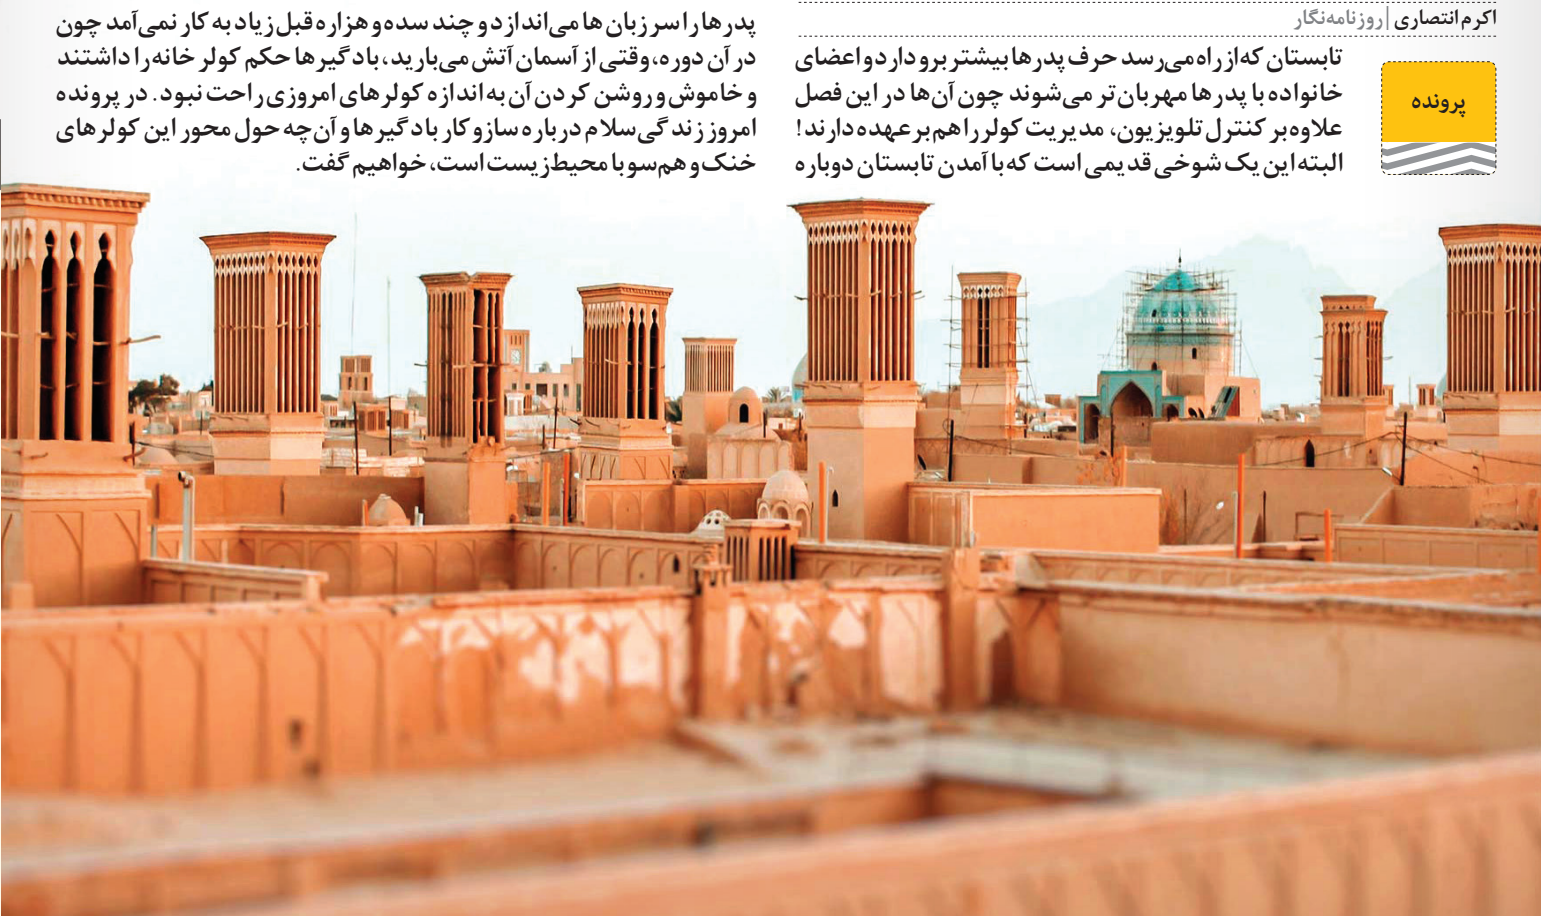 اکرم انتصاری | روزنامه‌نگار
پرونده
تابستان که از راه می‌رسد حرف پدرها بیشتر برو دارد و اعضای
خانواده با پدرها مهربان‌تر می‌شوند چون آن‌ها در این فصل
علاوه‌بر کنترل تلویزیون، مدیریت کولر را هم بر عهده دارند!
البته این یک شوخی قدیمی است که با آمدن تابستان دوباره
پدرها را سر زبان ها می‌اندازد و چند سده و هزاره قبل زیاد به کار نمی‌آمد چون
در آن دوره، وقتی از آسمان آتش می‌بارید، بادگیرها حکم کولر خانه را داشتند
و خاموش و روشن کردن آن به اندازه کولرهای امروزی راحت نبود. در پرونده
امروز زندگی‌سلام درباره سازوکار بادگیرها و آن‌چه حول محور این کولرهای
خنک و هم‌سو با محیط‌زیست است، خواهیم گفت.